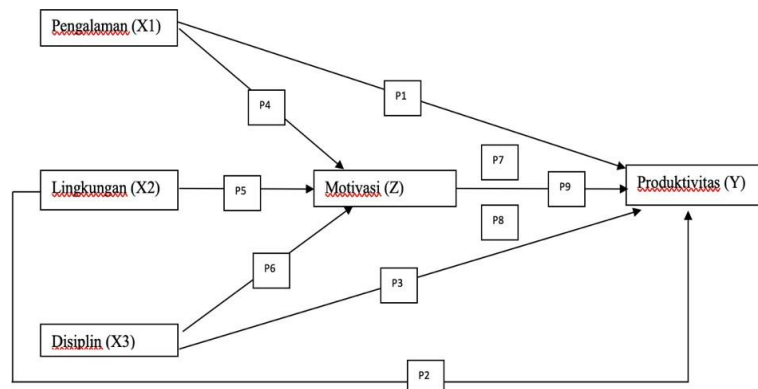 Pengalaman (X1)
P1
P4
P7
Lingkungan (X2)
P5
Motivasi (Z)
P9
Produktivitas (Y)
P8
P6
P3
Disiplin (X3)
P2